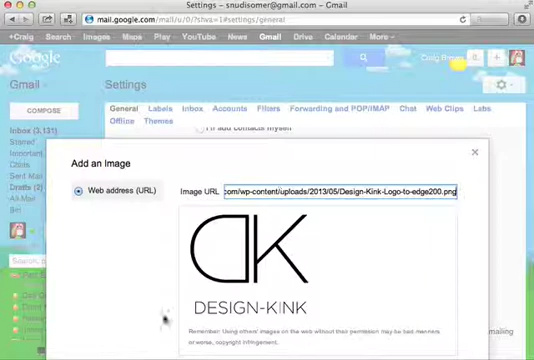 Settings - snudisomer@gmail.com - Gmail
mail.google.com/mail/u/0/?shva=1#settings/general
+Craig Search Images Maps Play YouTube News Gmail Drive Calendar More
Google
Gmail Settings
COMPOSE
General Labels Inbox Accounts Filters Forwarding and POP/IMAP Chat Web Clips Labs
Offline Themes
Inbox (3,131)
Starred
Important
Chats
Sent Mail
Drafts (2)
All Mail
I'll add contacts myself
Add an Image
Web address (URL)
Image URL
com/wp-content/uploads/2013/05/Design-Kink-Logo-to-edge200.png
DK
DESIGN-KINK
Remember: Using others' images on the web without their permission may be bad manners
or worse, copyright infringement.